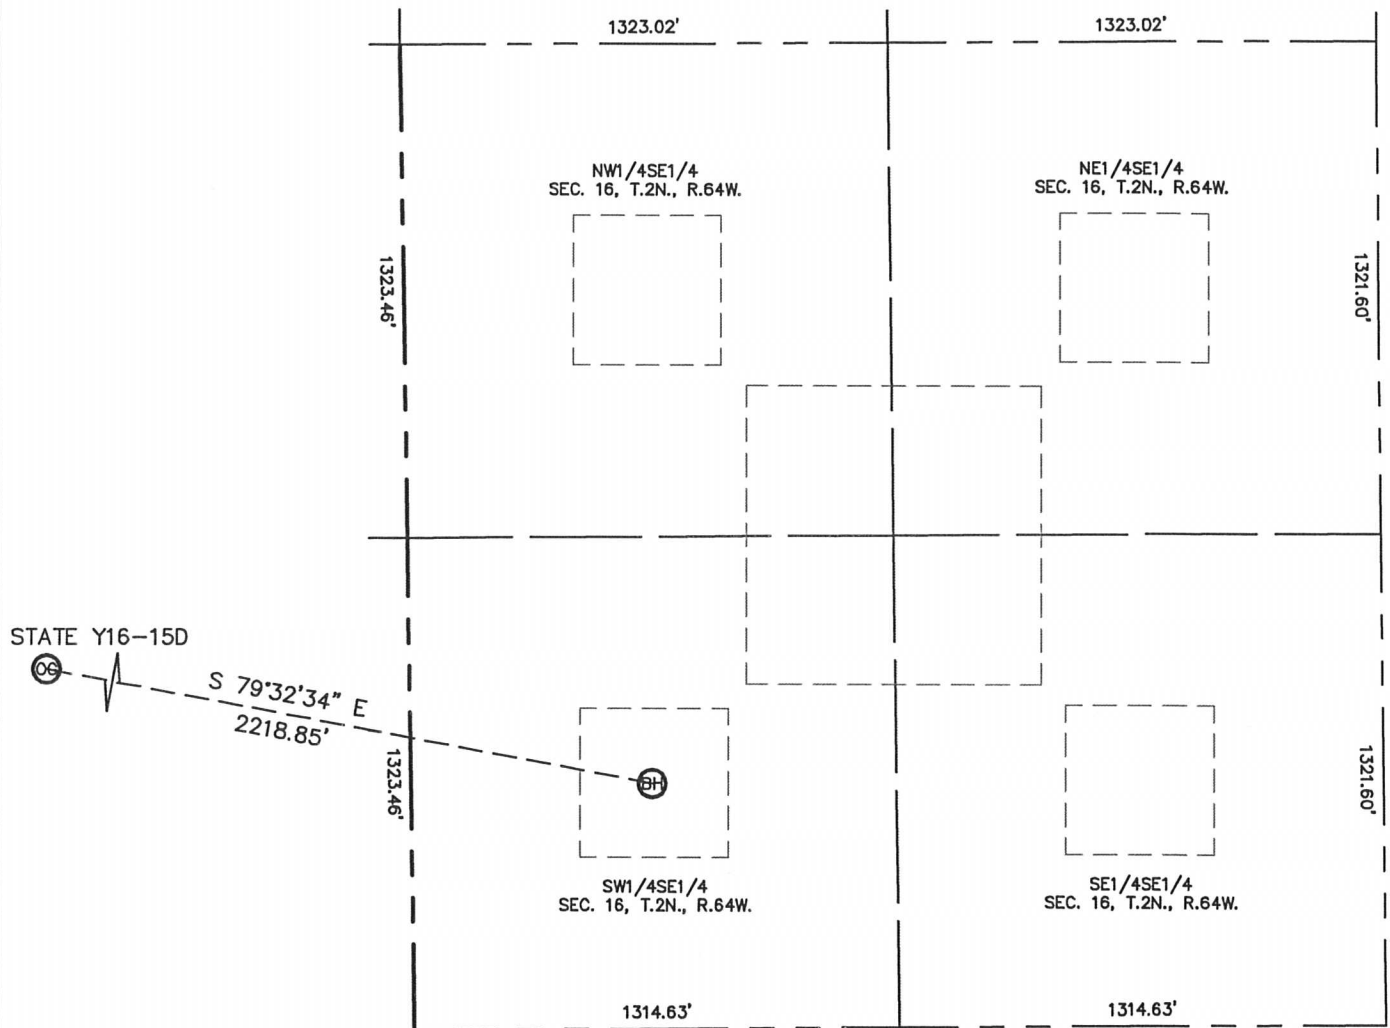 1323.02'
1323.02'
NW1/4SE1/4
SEC. 16, T.2N., R.64W.
NE1/4SE1/4
SEC. 16, T.2N., R.64W.
1323.46'
1321.60'
STATE Y16-15D
OG
S 79°32'34" E
2218.85'
BH
1323.46'
1321.60'
SW1/4SE1/4
SEC. 16, T.2N., R.64W.
SE1/4SE1/4
SEC. 16, T.2N., R.64W.
1314.63'
1314.63'